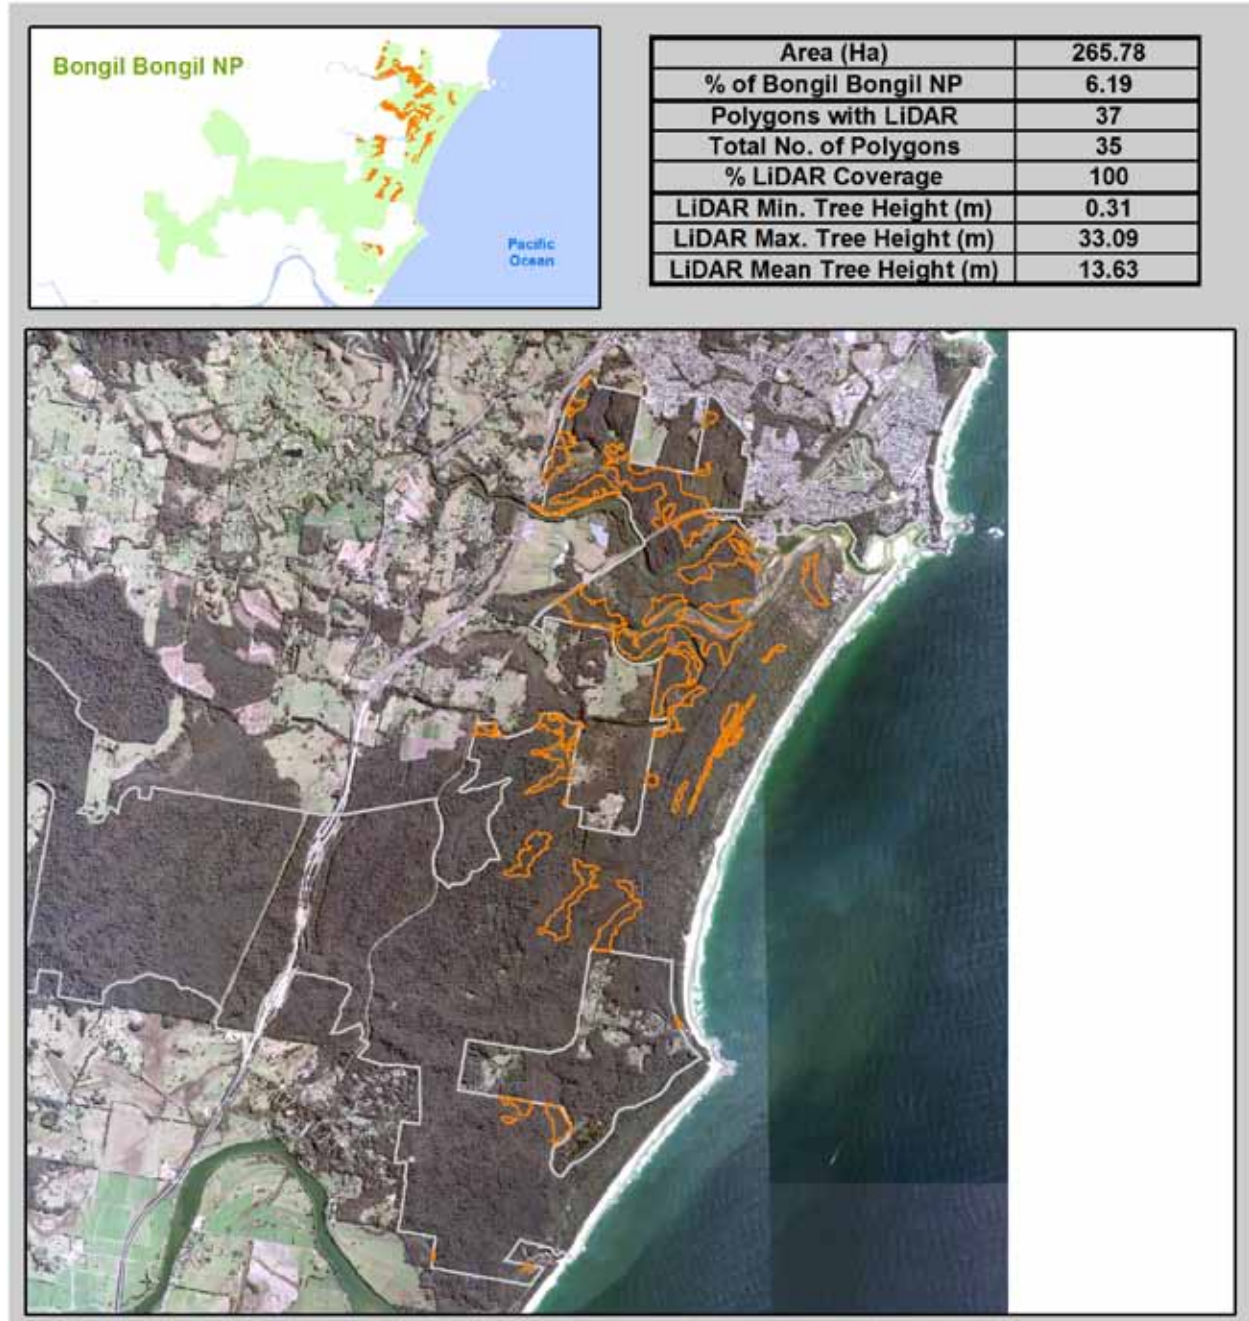 Bongil Bongil NP
Pacific
Ocean
Area (Ha) 265.78
% of Bongil Bongil NP 6.19
Polygons with LiDAR 37
Total No. of Polygons 35
% LiDAR Coverage 100
LiDAR Min. Tree Height (m) 0.31
LiDAR Max. Tree Height (m) 33.09
LiDAR Mean Tree Height (m) 13.63